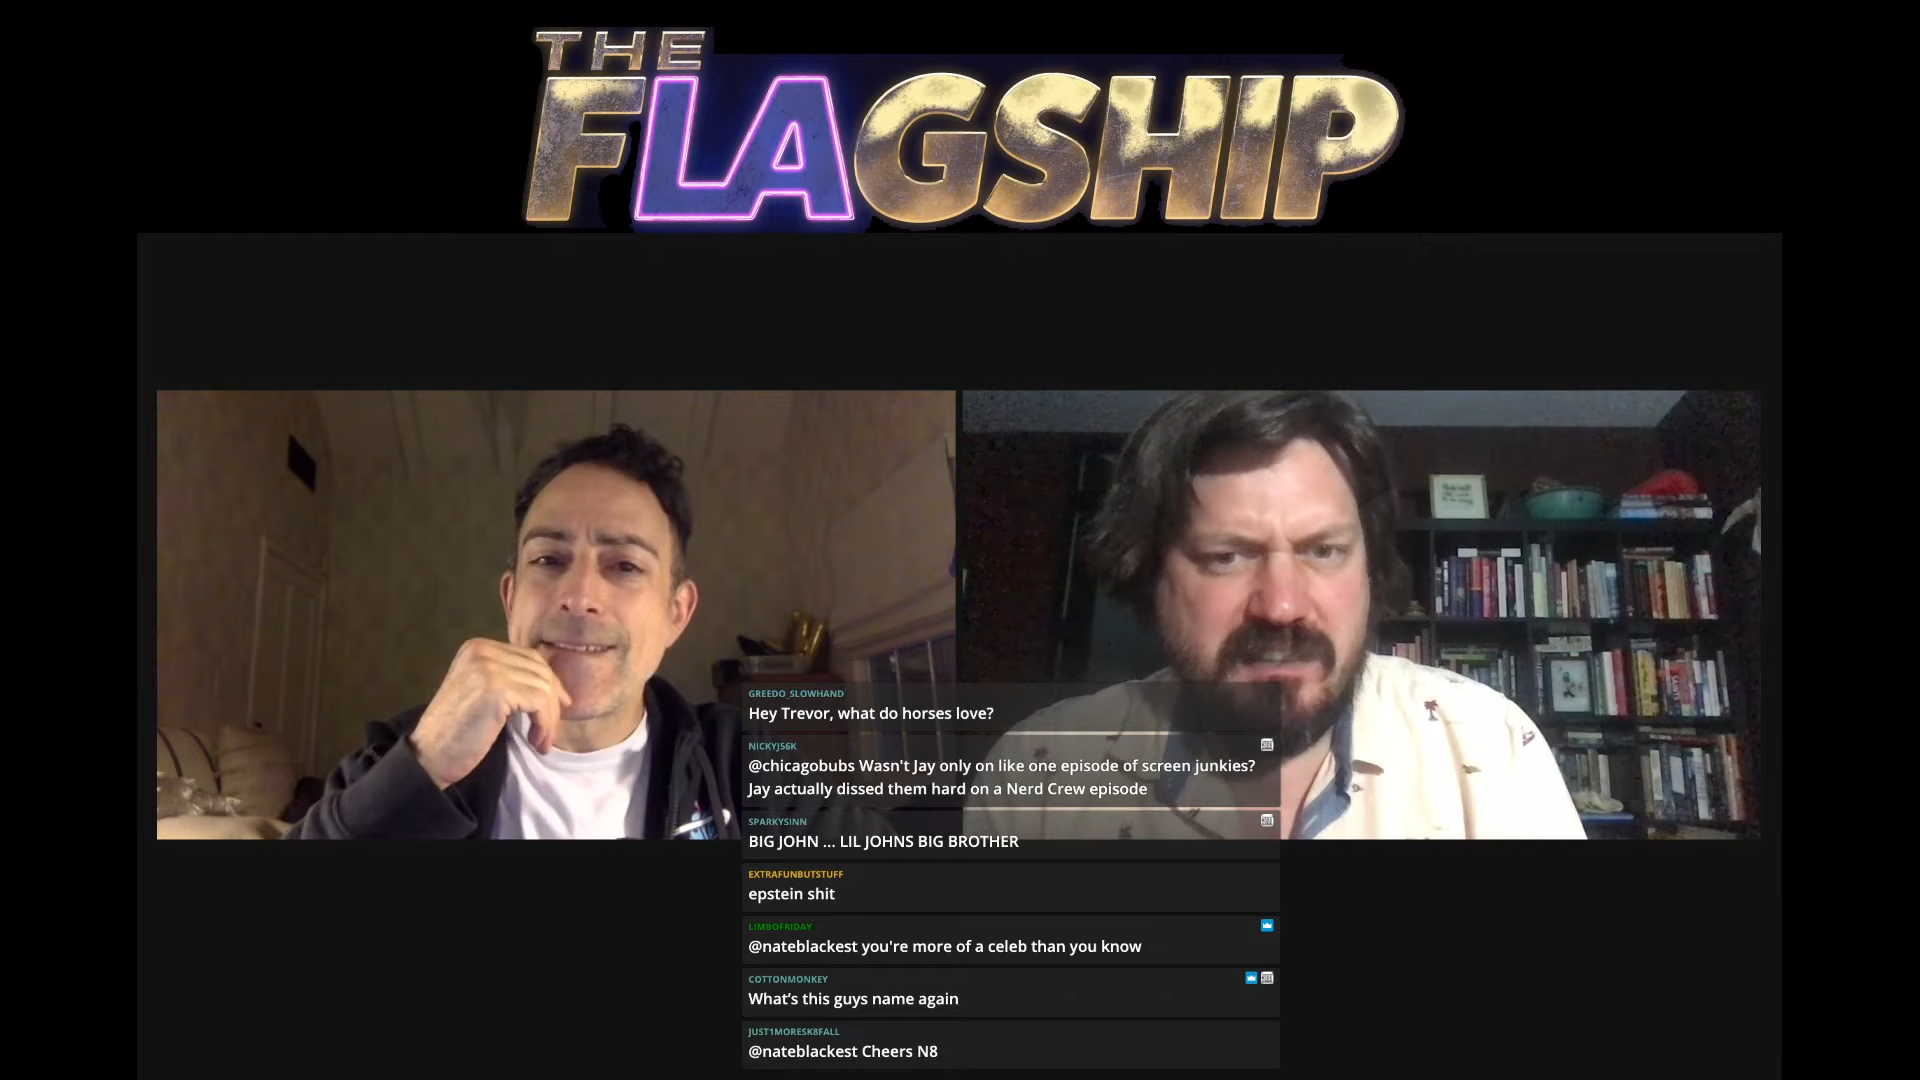 THE
FLAGSHIP
GREEDO_SLOWHAND
Hey Trevor, what do horses love?
NICKYJ56K
@chicagobubs Wasn't Jay only on like one episode of screen junkies?
Jay actually dissed them hard on a Nerd Crew episode
SPARKYSINN
BIG JOHN ... LIL JOHNS BIG BROTHER
EXTRAFUNBUTSTUFF
epstein shit
LIMBOFRIDAY
@nateblackest you're more of a celeb than you know
COTTONMONKEY
What’s this guys name again
JUST1MORESK8FALL
@nateblackest Cheers N8